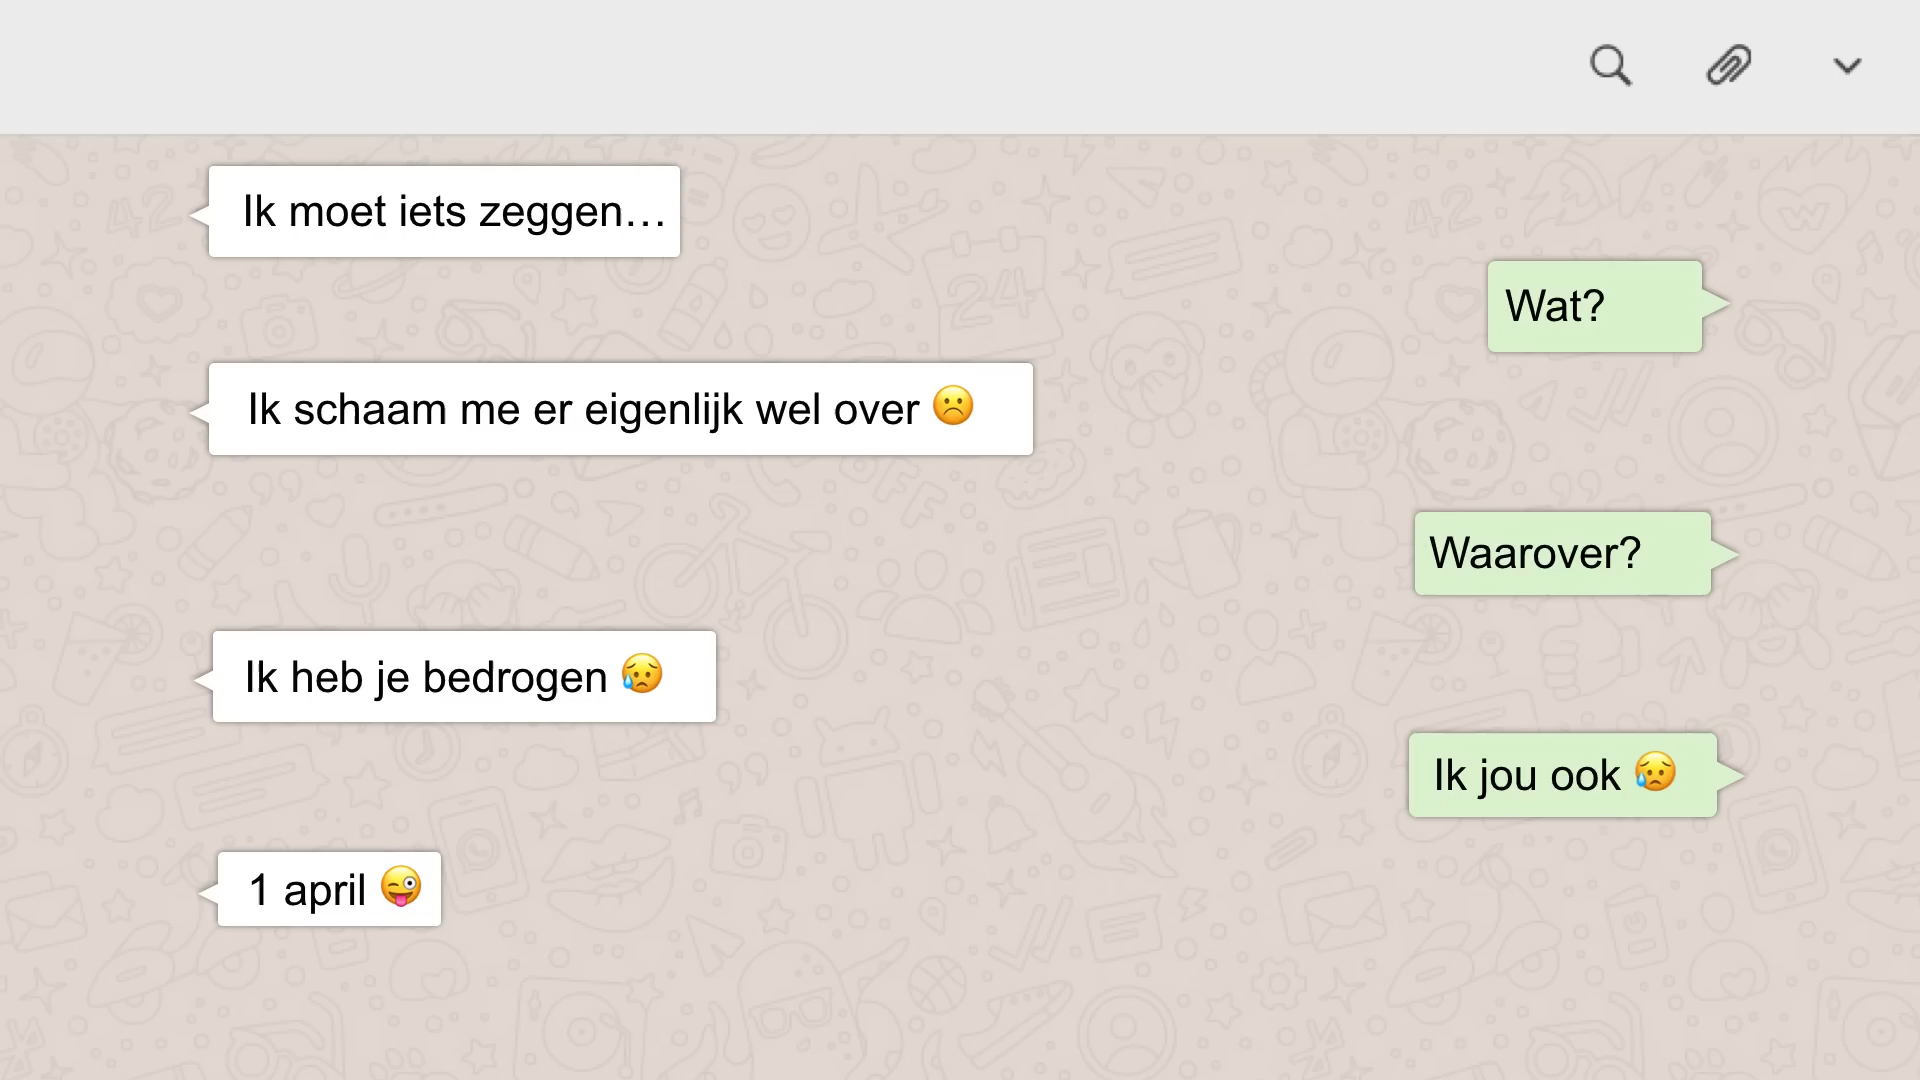 Ik moet iets zeggen…
Wat?
Ik schaam me er eigenlijk wel over ☹️
Waarover?
Ik heb je bedrogen 😥
Ik jou ook 😥
1 april 😜